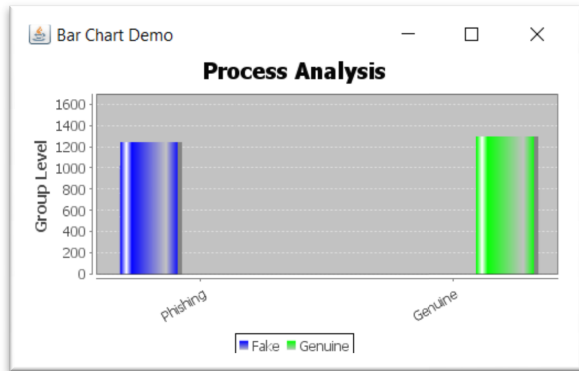 Bar Chart Demo
Process Analysis
Group Level
1600
1400
1200
1000
800
600
400
200
0
Phishing
Genuine
Fake Genuine